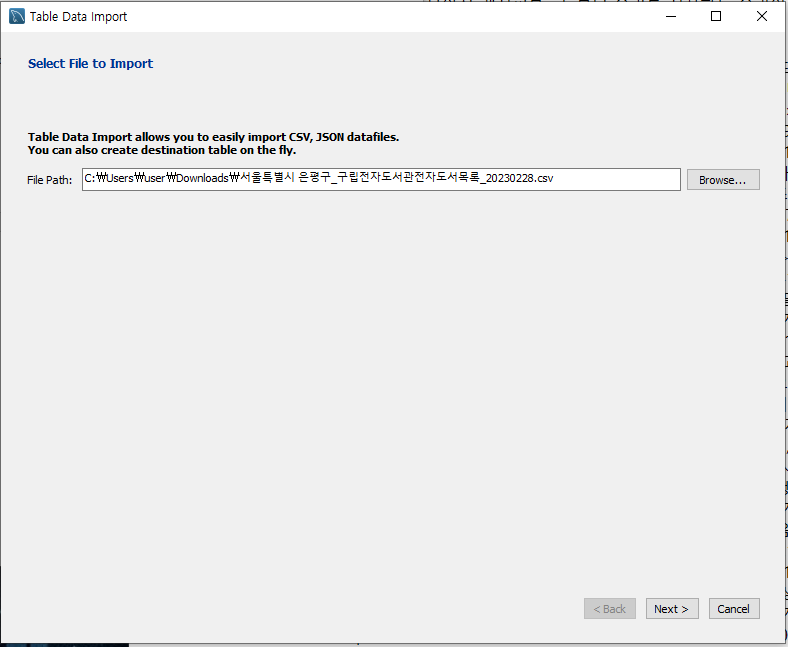 Table Data Import
Select File to Import
Table Data Import allows you to easily import CSV, JSON datafiles.
You can also create destination table on the fly.
File Path: C:₩Users₩user₩Downloads₩서울특별시 은평구_구립전자도서관전자도서목록_20230228.csv Browse...
< Back Next > Cancel